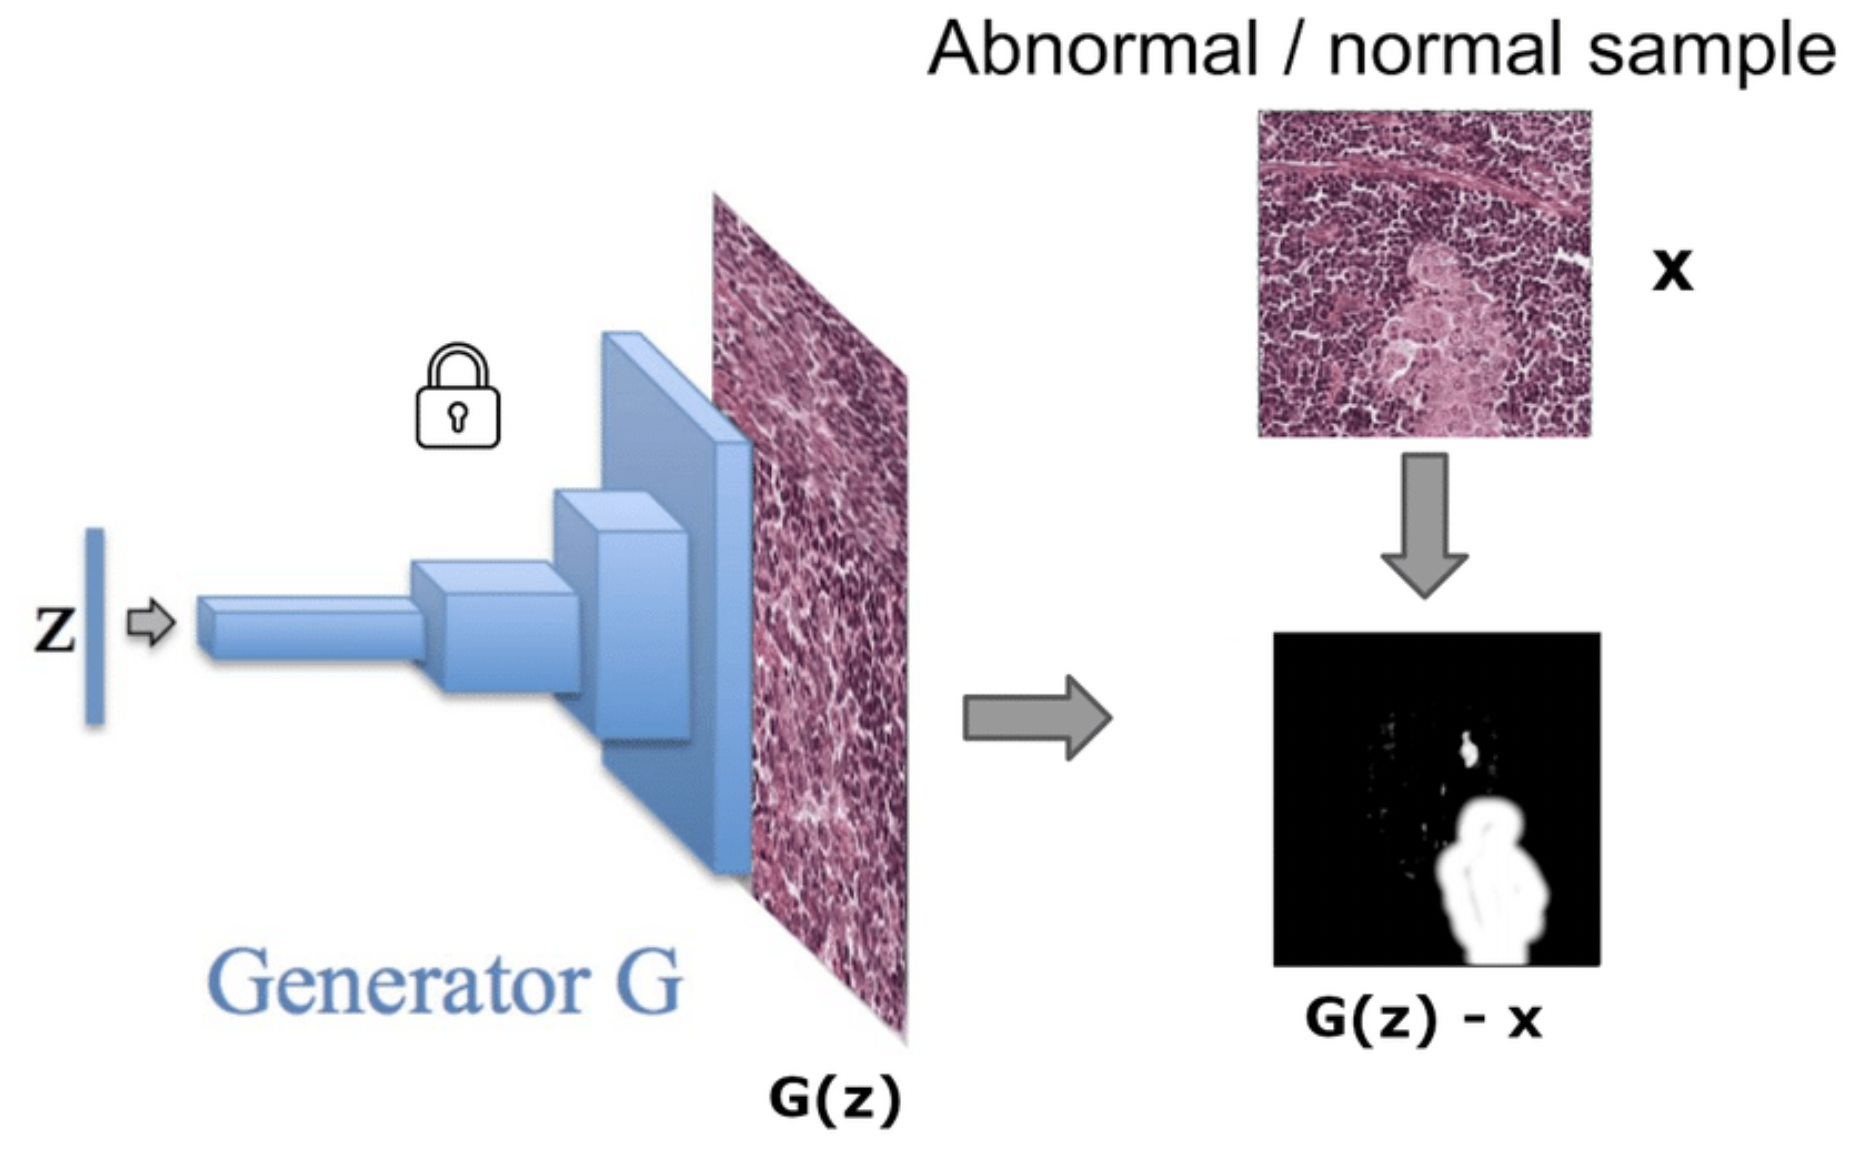 Abnormal / normal sample
x
z
Generator G
G(z)
G(z) - x